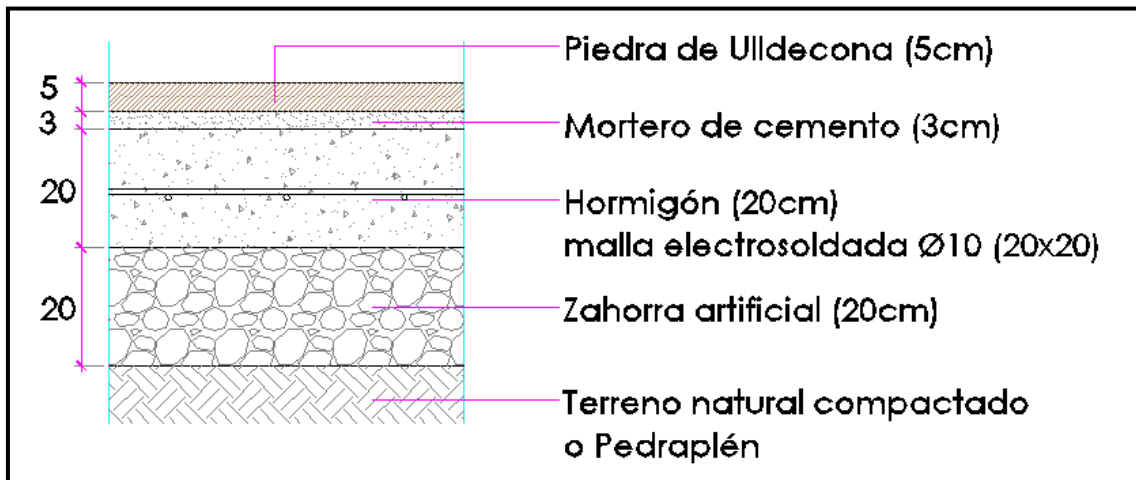 Piedra de Ulldecona (5cm)
5
3
Mortero de cemento (3cm)
20
Hormigón (20cm)
malla electrosoldada Ø10 (20x20)
20
Zahorra artificial (20cm)
Terreno natural compactado
o Pedraplén